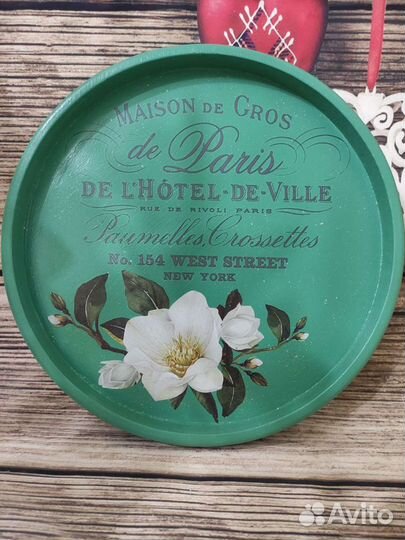 MAISON DE GROS
de Paris
DE L'HÔTEL-DE-VILLE
RUE DE RIVOLI PARIS
Paumelles, Crossettes
No. 154 WEST STREET
NEW YORK
Avito